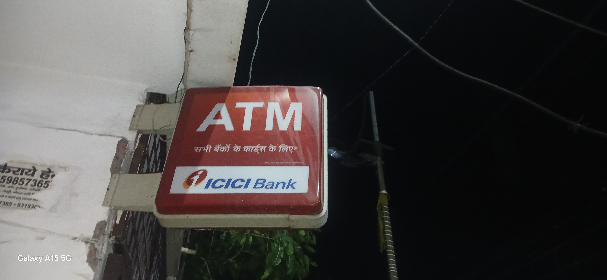 ATM
सभी बैंकों के कार्ड्स के लिए*
ICICI Bank
59857365
Galaxy A15 5G